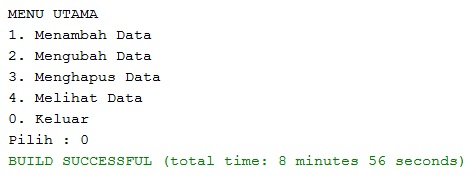 MENU UTAMA
1. Menambah Data
2. Mengubah Data
3. Menghapus Data
4. Melihat Data
0. Keluar
Pilih : 0
BUILD SUCCESSFUL (total time: 8 minutes 56 seconds)